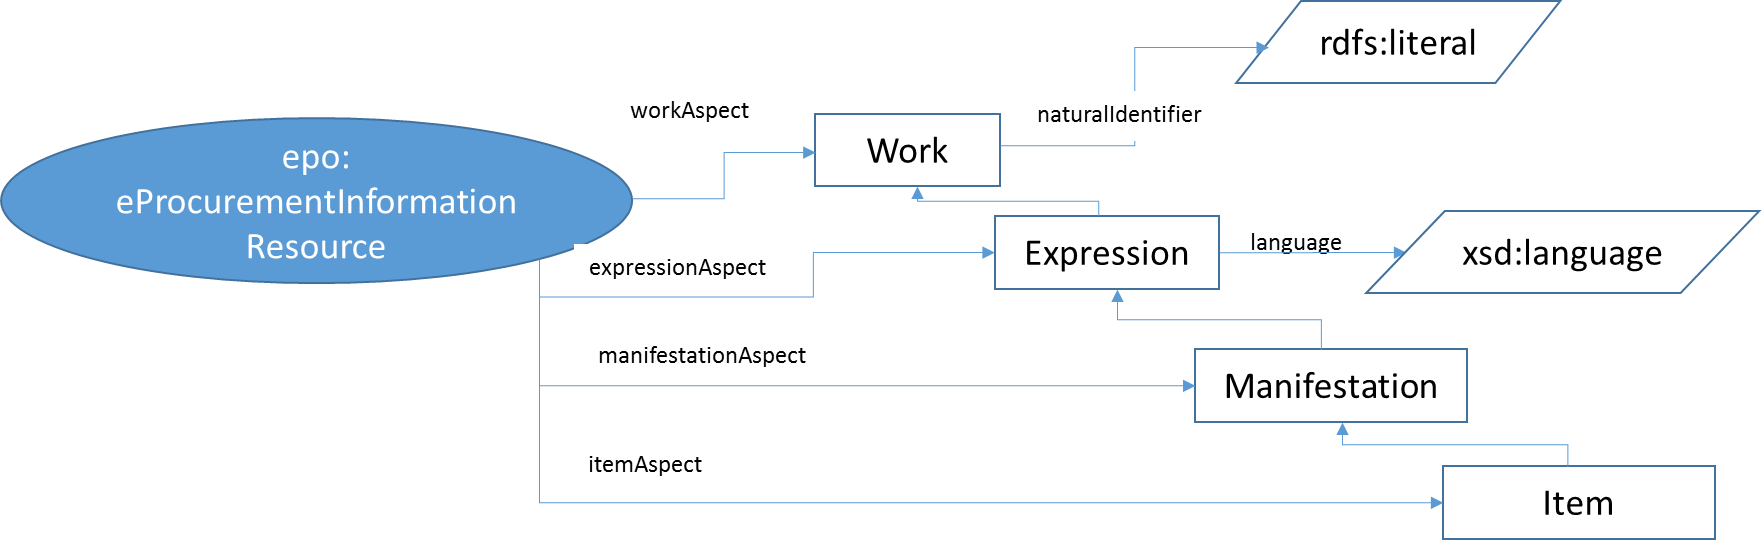 rdfs:literal
workAspect
naturalIdentifier
epo:
eProcurementInformation
Resource
Work
expressionAspect
Expression
language
xsd:language
manifestationAspect
Manifestation
itemAspect
Item